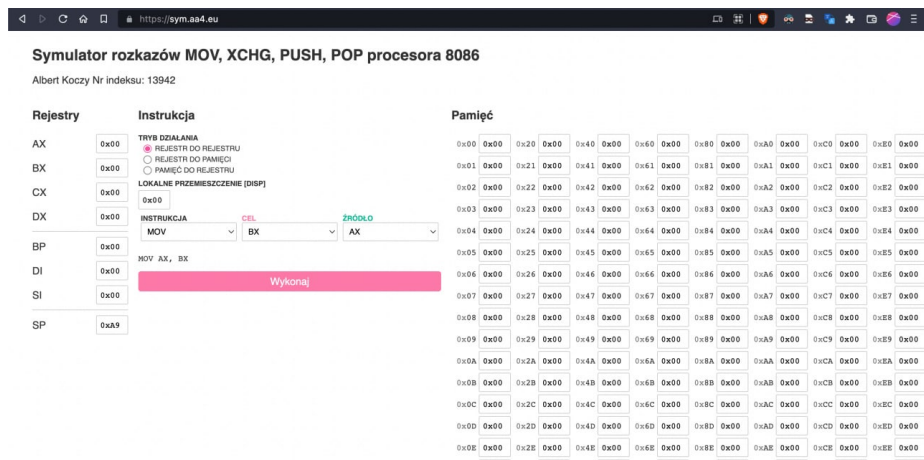 https://sym.aa4.eu
Symulator rozkazów MOV, XCHG, PUSH, POP procesora 8086
Albert Koczy Nr indeksu: 13942
Rejestry
AX 0x00
BX 0x00
CX 0x00
DX 0x00
BP 0x00
DI 0x00
SI 0x00
SP 0xA9
Instrukcja
TRYB DZIAŁANIA
REJESTR DO REJESTRU
REJESTR DO PAMIĘCI
PAMIĘĆ DO REJESTRU
LOKALNE PRZEMIESZCZENIE [DISP]
0x00
INSTRUKCJA CEL ŹRÓDŁO
MOV BX AX
MOV AX, BX
Wykonaj
Pamięć
0x00 0x00 0x20 0x00 0x40 0x00 0x60 0x00 0x80 0x00 0xA0 0x00 0xC0 0x00 0xE0 0x00
0x01 0x00 0x21 0x00 0x41 0x00 0x61 0x00 0x81 0x00 0xA1 0x00 0xC1 0x00 0xE1 0x00
0x02 0x00 0x22 0x00 0x42 0x00 0x62 0x00 0x82 0x00 0xA2 0x00 0xC2 0x00 0xE2 0x00
0x03 0x00 0x23 0x00 0x43 0x00 0x63 0x00 0x83 0x00 0xA3 0x00 0xC3 0x00 0xE3 0x00
0x04 0x00 0x24 0x00 0x44 0x00 0x64 0x00 0x84 0x00 0xA4 0x00 0xC4 0x00 0xE4 0x00
0x05 0x00 0x25 0x00 0x45 0x00 0x65 0x00 0x85 0x00 0xA5 0x00 0xC5 0x00 0xE5 0x00
0x06 0x00 0x26 0x00 0x46 0x00 0x66 0x00 0x86 0x00 0xA6 0x00 0xC6 0x00 0xE6 0x00
0x07 0x00 0x27 0x00 0x47 0x00 0x67 0x00 0x87 0x00 0xA7 0x00 0xC7 0x00 0xE7 0x00
0x08 0x00 0x28 0x00 0x48 0x00 0x68 0x00 0x88 0x00 0xA8 0x00 0xC8 0x00 0xE8 0x00
0x09 0x00 0x29 0x00 0x49 0x00 0x69 0x00 0x89 0x00 0xA9 0x00 0xC9 0x00 0xE9 0x00
0x0A 0x00 0x2A 0x00 0x4A 0x00 0x6A 0x00 0x8A 0x00 0xAA 0x00 0xCA 0x00 0xEA 0x00
0x0B 0x00 0x2B 0x00 0x4B 0x00 0x6B 0x00 0x8B 0x00 0xAB 0x00 0xCB 0x00 0xEB 0x00
0x0C 0x00 0x2C 0x00 0x4C 0x00 0x6C 0x00 0x8C 0x00 0xAC 0x00 0xCC 0x00 0xEC 0x00
0x0D 0x00 0x2D 0x00 0x4D 0x00 0x6D 0x00 0x8D 0x00 0xAD 0x00 0xCD 0x00 0xED 0x00
0x0E 0x00 0x2E 0x00 0x4E 0x00 0x6E 0x00 0x8E 0x00 0xAE 0x00 0xCE 0x00 0xEE 0x00